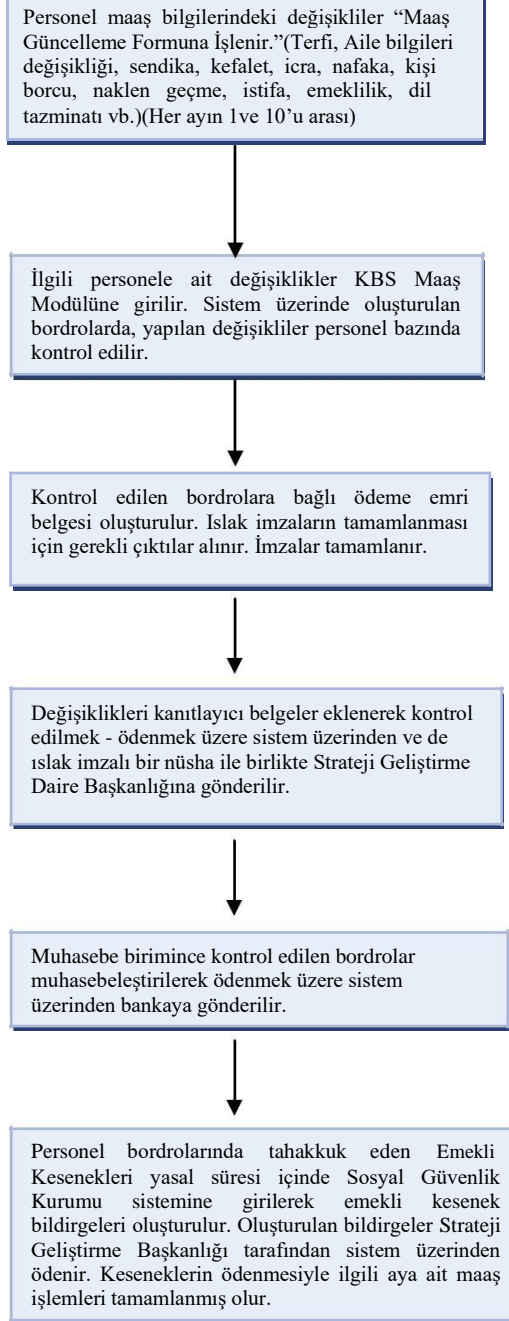 Personel maaş bilgilerindeki değişikliler “Maaş
Güncelleme Formuna İşlenir.”(Terfi, Aile bilgileri
değişikliği, sendika, kefalet, icra, nafaka, kişi
borcu, naklen geçme, istifa, emeklilik, dil
tazminatı vb.)(Her ayın 1ve 10’u arası)
İlgili personele ait değişiklikler KBS Maaş
Modülüne girilir. Sistem üzerinde oluşturulan
bordrolarda, yapılan değişikliler personel bazında
kontrol edilir.
Kontrol edilen bordrolara bağlı ödeme emri
belgesi oluşturulur. Islak imzaların tamamlanması
için gerekli çıktılar alınır. İmzalar tamamlanır.
Değişiklikleri kanıtlayıcı belgeler eklenerek kontrol
edilmek - ödenmek üzere sistem üzerinden ve de
ıslak imzalı bir nüsha ile birlikte Strateji Geliştirme
Daire Başkanlığına gönderilir.
Muhasebe birimince kontrol edilen bordrolar
muhasebeleştirilerek ödenmek üzere sistem
üzerinden bankaya gönderilir.
Personel bordrolarında tahakkuk eden Emekli
Kesenekleri yasal süresi içinde Sosyal Güvenlik
Kurumu sistemine girilerek emekli kesenek
bildirgeleri oluşturulur. Oluşturulan bildirgeler Strateji
Geliştirme Başkanlığı tarafından sistem üzerinden
ödenir. Keseneklerin ödenmesiyle ilgili aya ait maaş
işlemleri tamamlanmış olur.